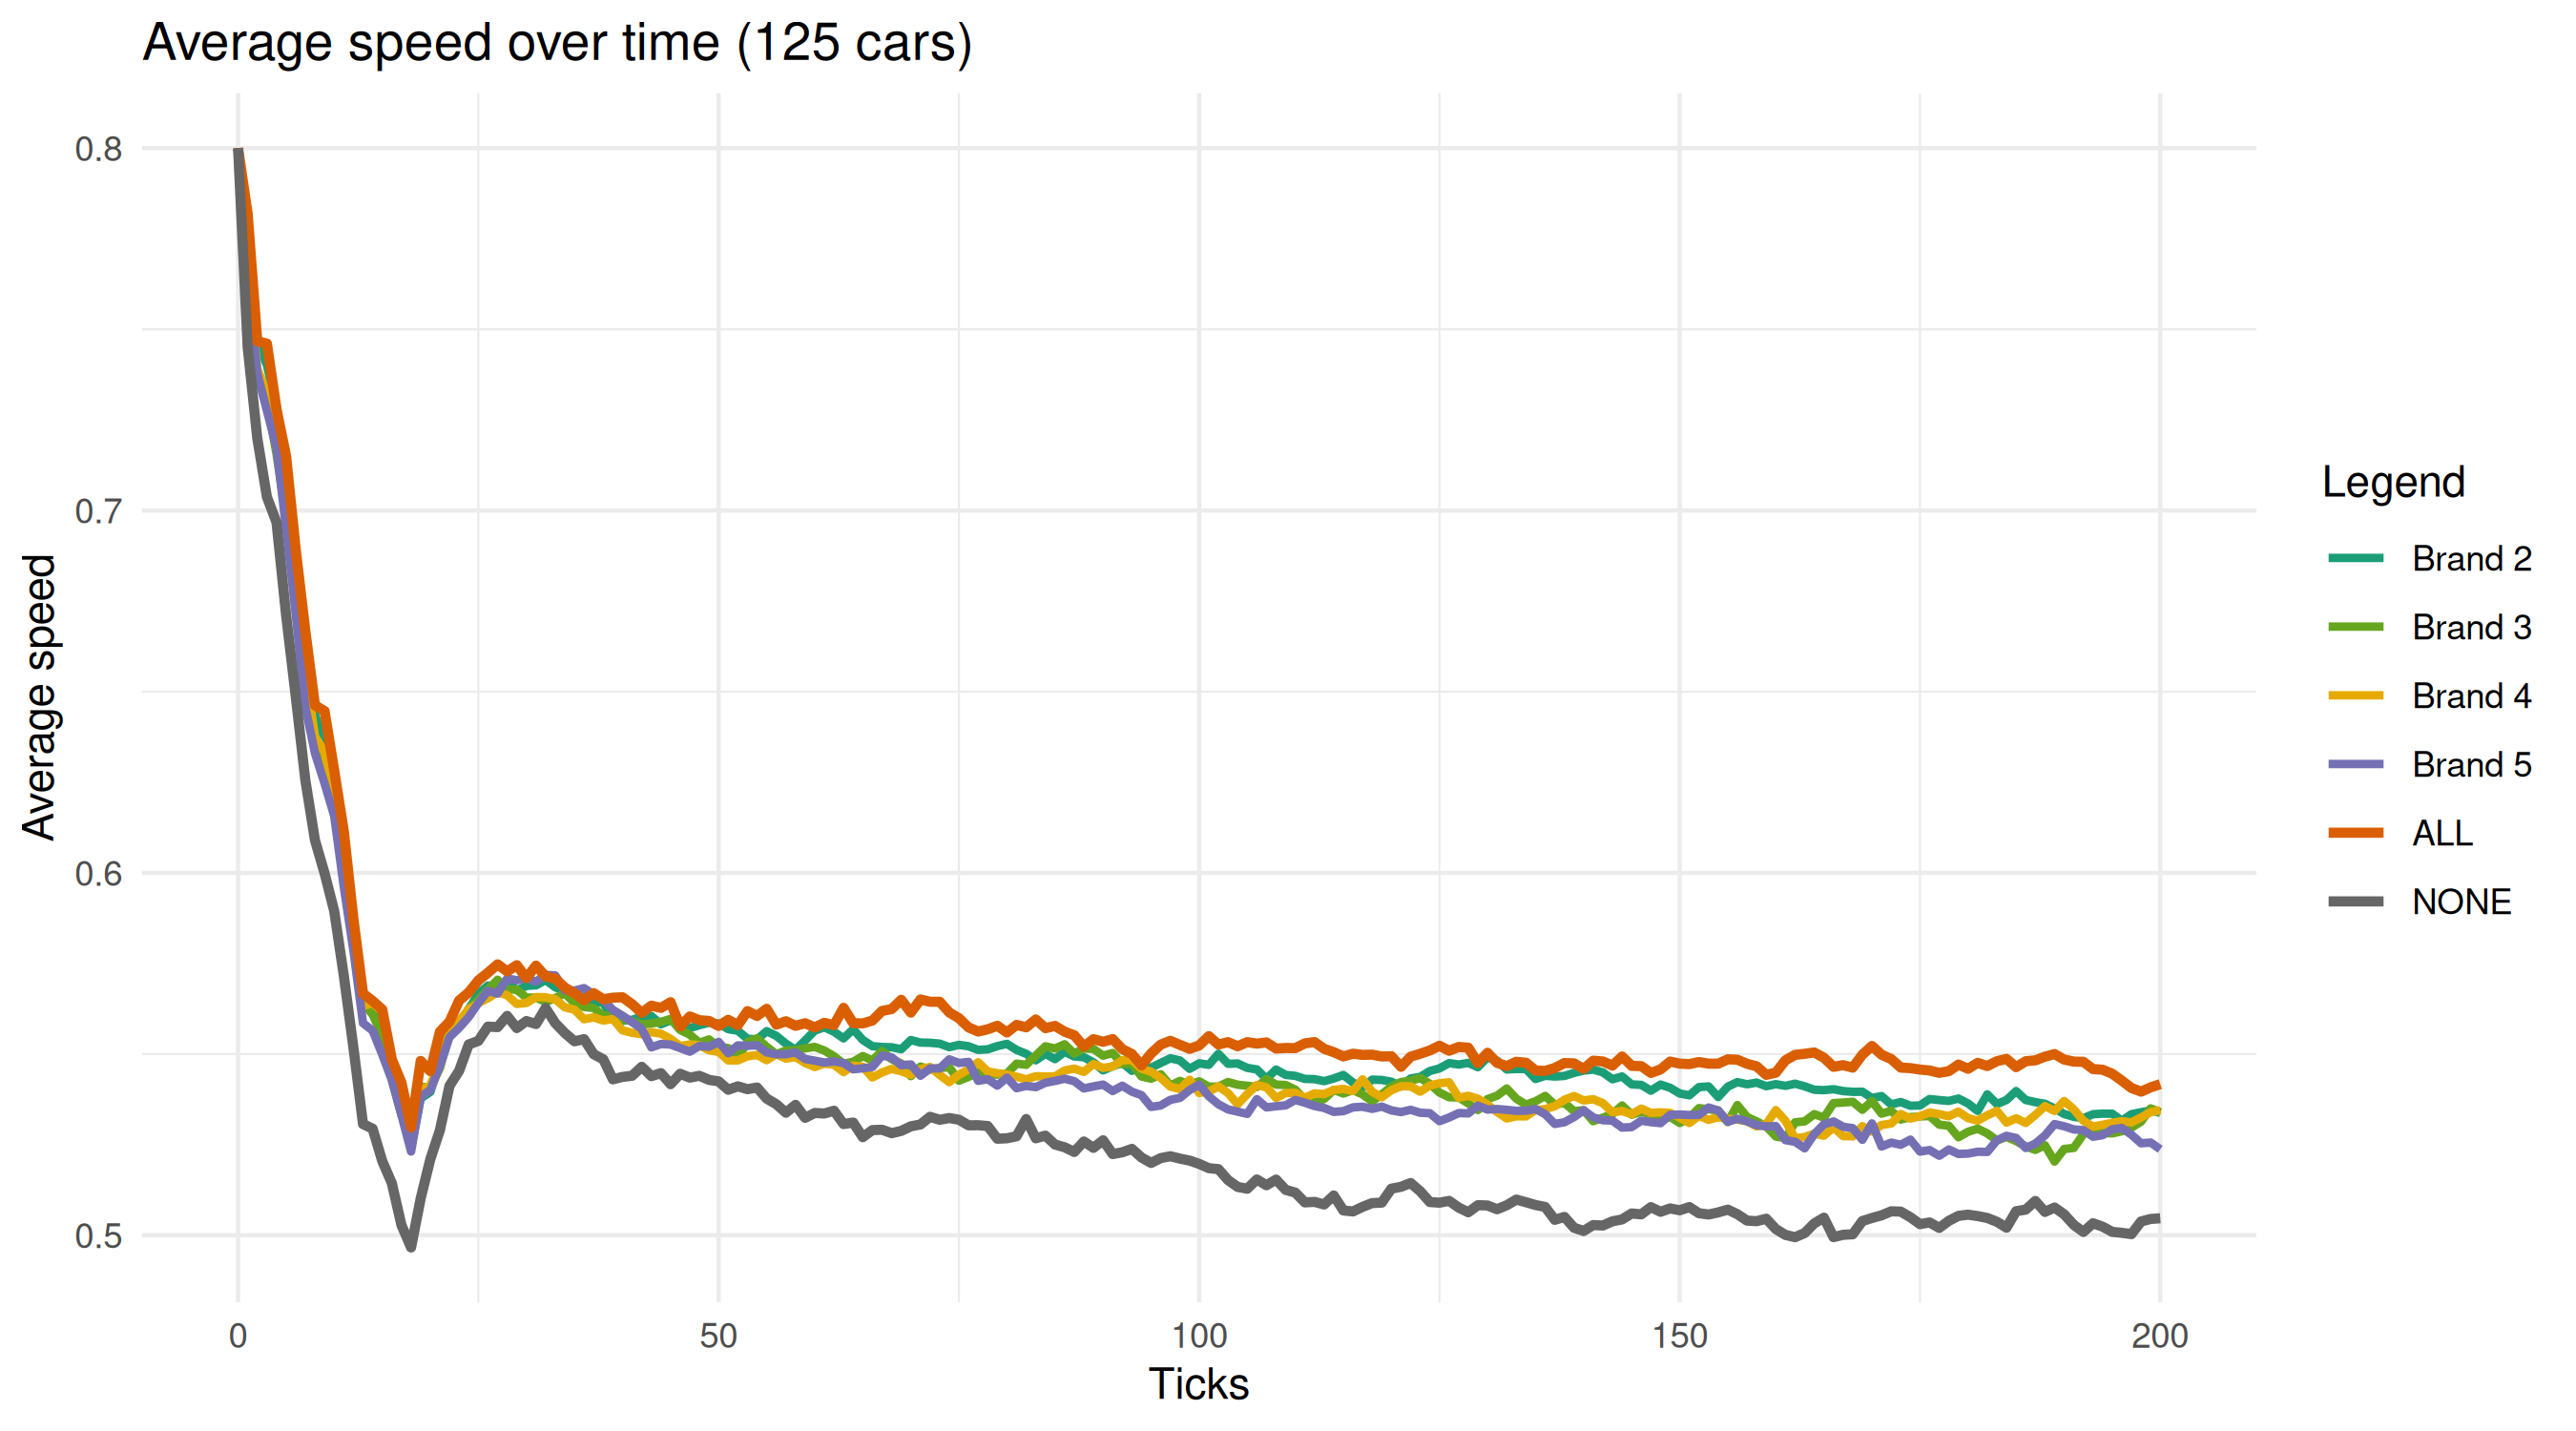 Average speed over time (125 cars)
0.8
0.7
0.6
0.5
Average speed
0
50
100
150
200
Ticks
Legend
Brand 2
Brand 3
Brand 4
Brand 5
ALL
NONE